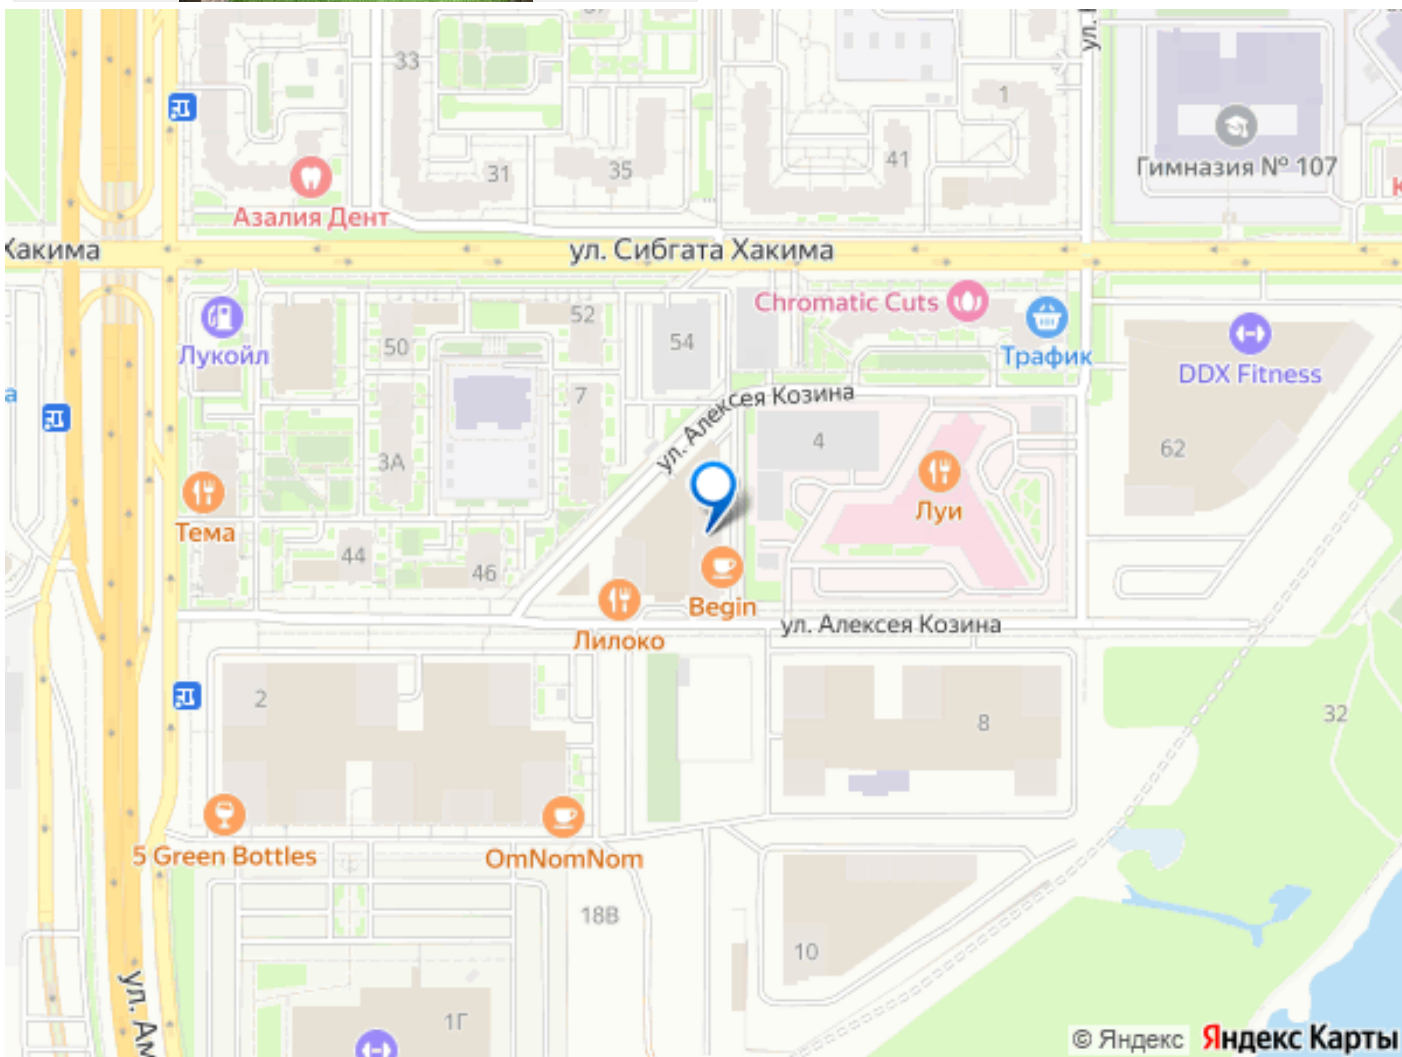 33
31
35
41
1
Гимназия № 107
Азалия Дент
Хакима
ул. Сибгата Хакима
Лукойл
50
52
54
Chromatic Cuts
Трафик
DDX Fitness
7
ул. Алексея Козина
3А
4
62
Тема
Луи
44
46
Begin
Лилоко
ул. Алексея Козина
2
8
32
5 Green Bottles
OmNomNom
18В
10
ул. Ам
1Г
© Яндекс Яндекс Карты